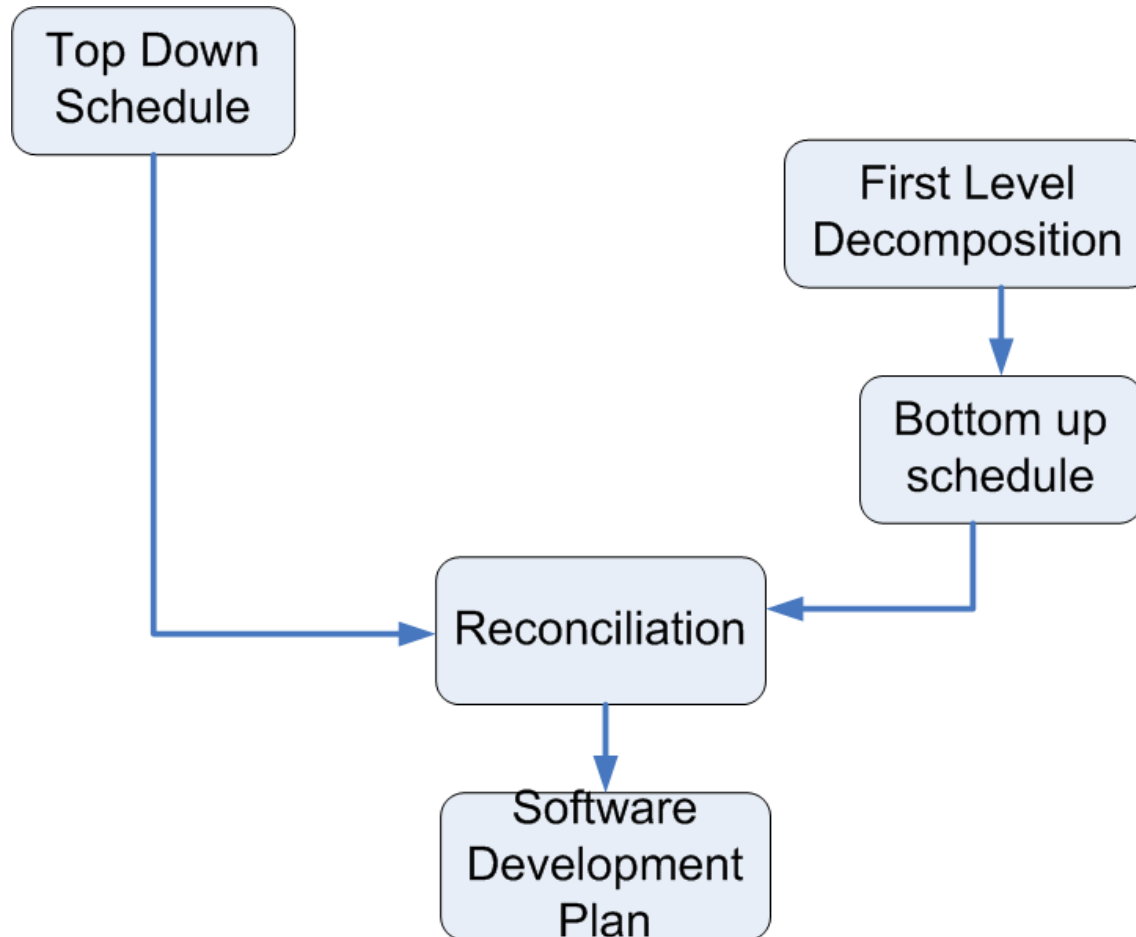 Top Down
Schedule
First Level
Decomposition
Bottom up
schedule
Reconciliation
Software
Development
Plan